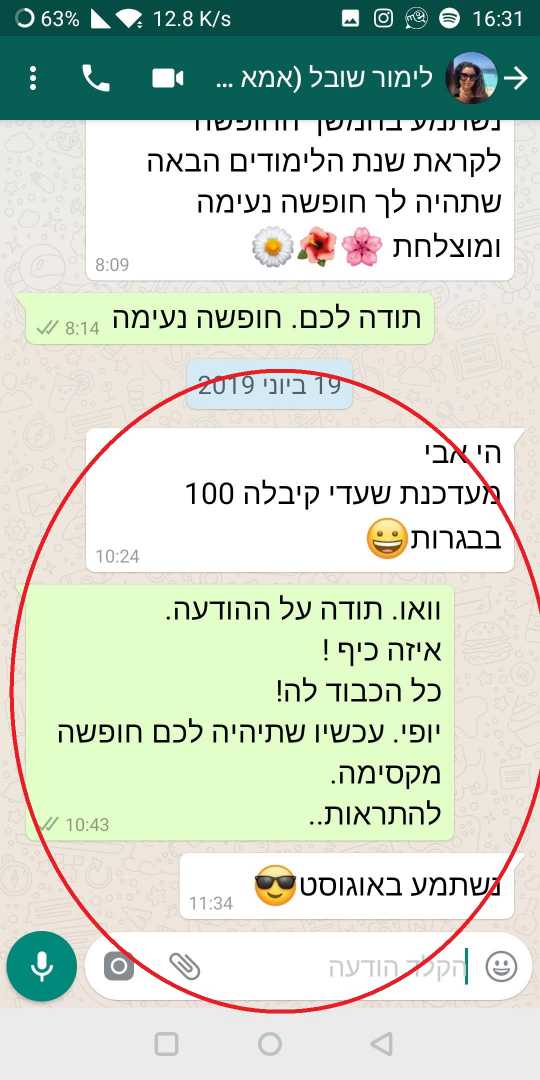 63% 12.8 K/s 16:31
לימור שובל (אמא ...
נשתמע בהמשך החופשה
לקראת שנת הלימודים הבאה
שתהיה לך חופשה נעימה
ומוצלחת 🌸🌺🌼
8:09
תודה לכם. חופשה נעימה
8:14
19 ביוני 2019
הי אבי
מעדכנת שעדי קיבלה 100
בבגרות😀
10:24
וואו. תודה על ההודעה.
איזה כיף !
כל הכבוד לה!
יופי. עכשיו שתיהיה לכם חופשה
מקסימה.
להתראות..
10:43
נשתמע באוגוסט😎
11:34
הקלד הודעה